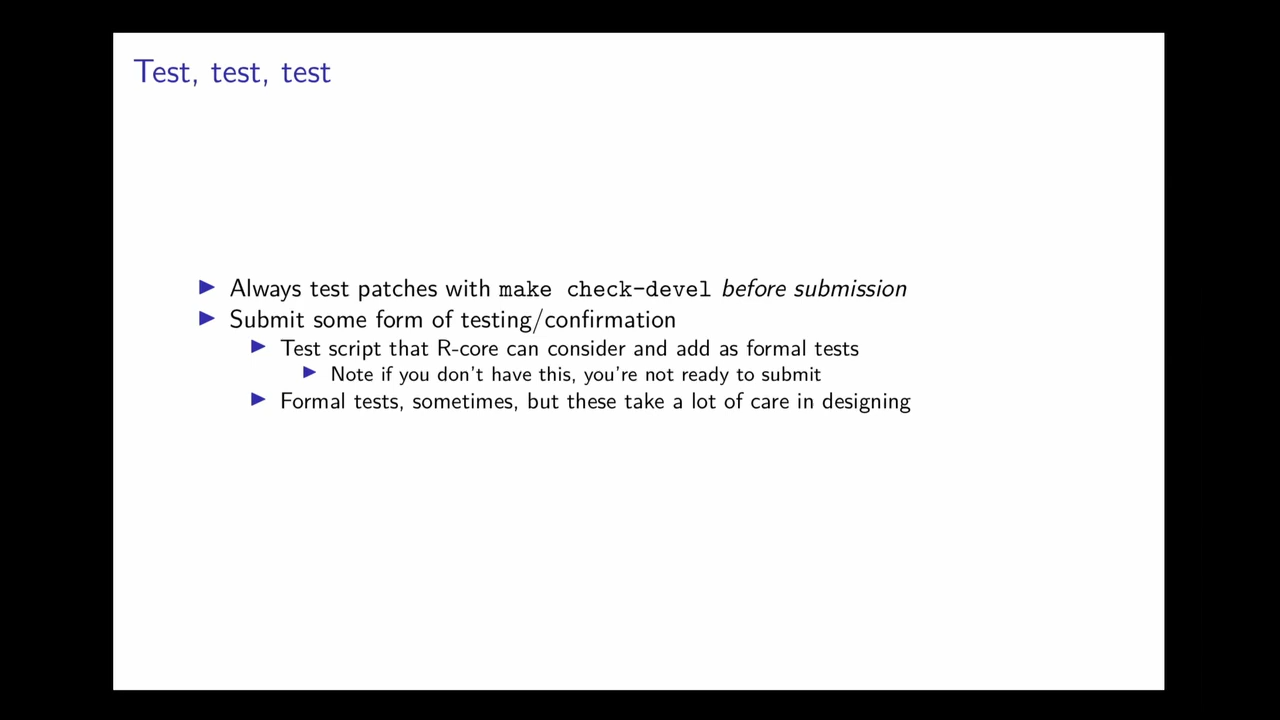 Test, test, test
Always test patches with make check-devel before submission
Submit some form of testing/confirmation
Test script that R-core can consider and add as formal tests
Note if you don't have this, you're not ready to submit
Formal tests, sometimes, but these take a lot of care in designing